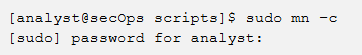 [analyst@secOps scripts]$ sudo mn -c
[sudo] password for analyst: